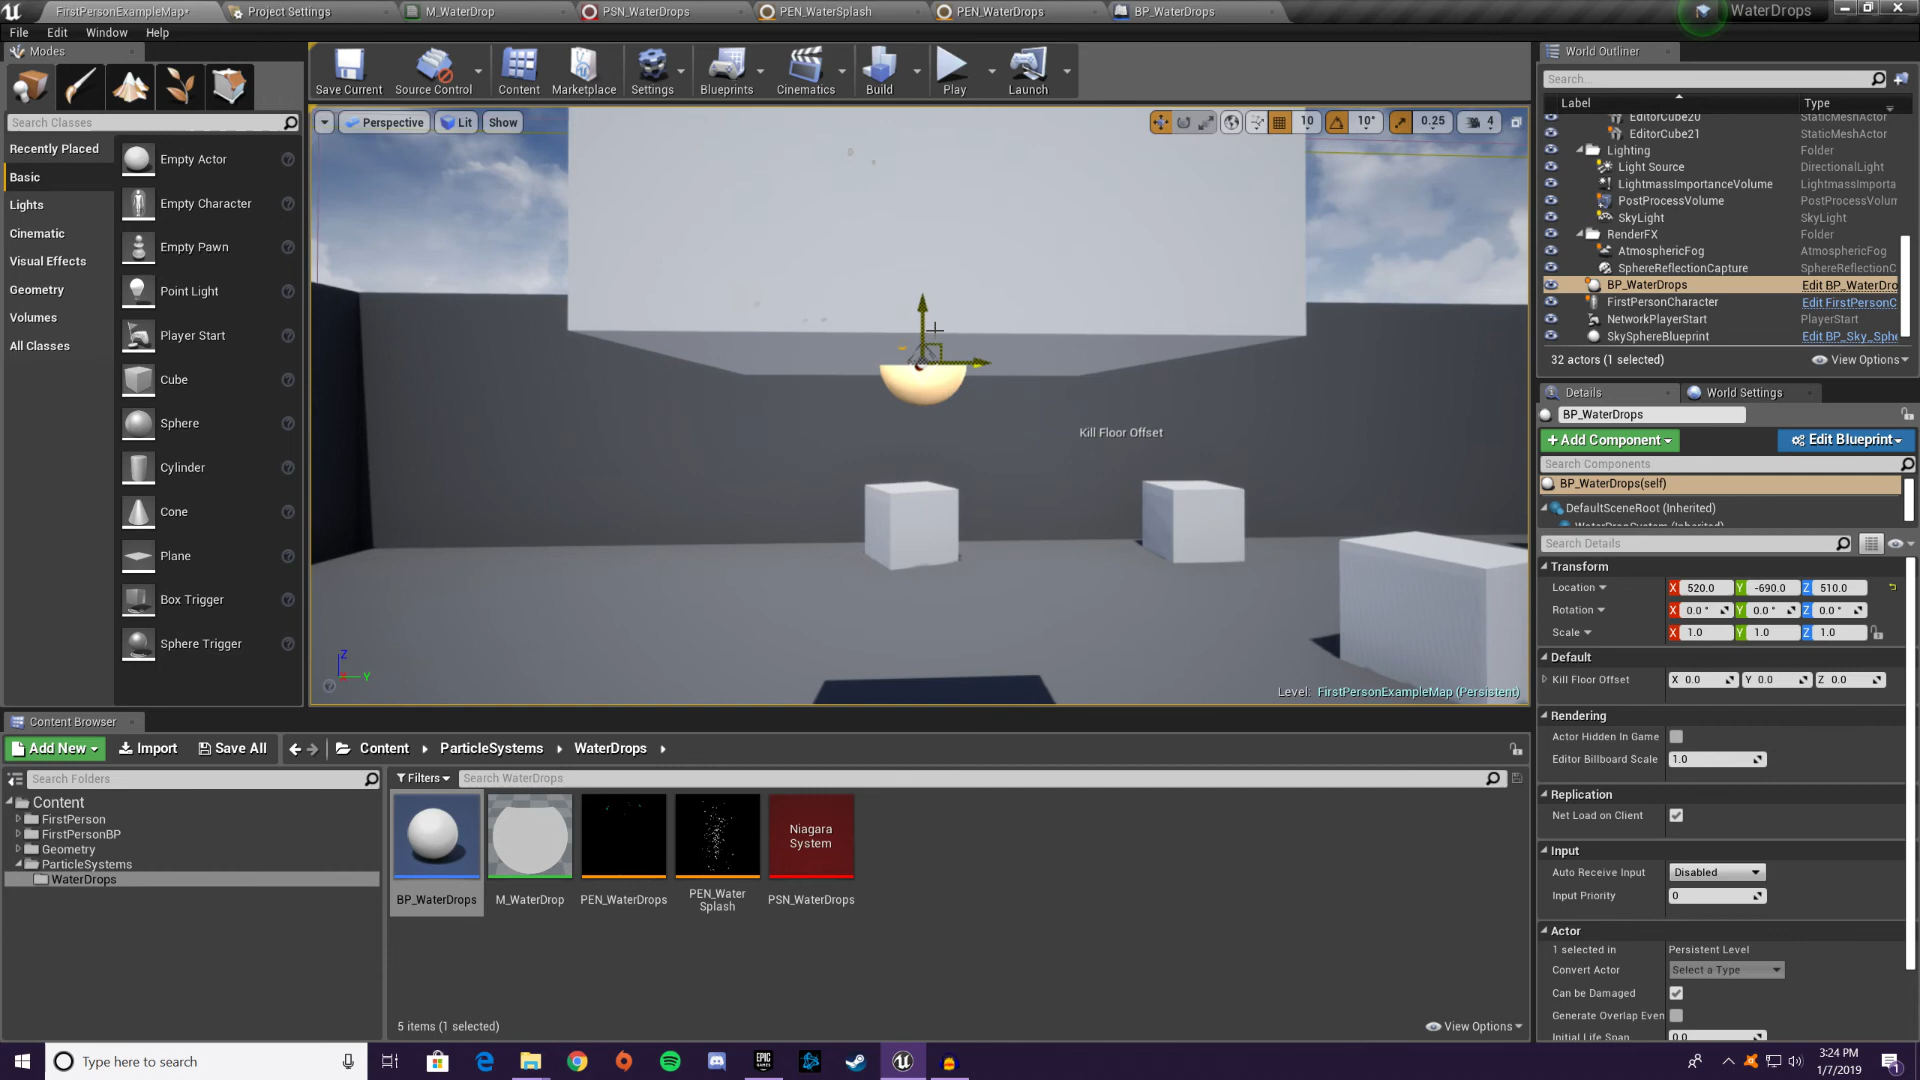 FirstPersonExampleMap*
Project Settings
M_WaterDrop
PSN_WaterDrops
PEN_WaterSplash
PEN_WaterDrops
BP_WaterDrops
WaterDrops
File Edit Window Help
Modes
Search Classes
Recently Placed
Basic
Lights
Cinematic
Visual Effects
Geometry
Volumes
All Classes
Empty Actor
Empty Character
Empty Pawn
Point Light
Player Start
Cube
Sphere
Cylinder
Cone
Plane
Box Trigger
Sphere Trigger
Save Current
Source Control
Content
Marketplace
Settings
Blueprints
Cinematics
Build
Play
Launch
Perspective
Lit
Show
10
10°
0.25
4
Kill Floor Offset
Z
X
Y
Level: FirstPersonExampleMap (Persistent)
World Outliner
Search...
Label Type
EditorCube20 StaticMeshActor
EditorCube21 StaticMeshActor
Lighting Folder
Light Source DirectionalLight
LightmassImportanceVolume LightmassImporta
PostProcessVolume PostProcessVolum
SkyLight SkyLight
RenderFX Folder
AtmosphericFog AtmosphericFog
SphereReflectionCapture SphereReflectionC
BP_WaterDrops Edit BP_WaterDro
FirstPersonCharacter Edit FirstPersonC
NetworkPlayerStart PlayerStart
SkySphereBlueprint Edit BP_Sky_Sphe
32 actors (1 selected) View Options
Details
World Settings
BP_WaterDrops
+ Add Component
Edit Blueprint
Search Components
BP_WaterDrops(self)
DefaultSceneRoot (Inherited)
WaterDropSystem (Inherited)
Search Details
Transform
Location X 520.0 Y -690.0 Z 510.0
Rotation X 0.0 ° Y 0.0 ° Z 0.0 °
Scale X 1.0 Y 1.0 Z 1.0
Default
Kill Floor Offset X 0.0 Y 0.0 Z 0.0
Rendering
Actor Hidden In Game
Editor Billboard Scale 1.0
Replication
Net Load on Client
Input
Auto Receive Input Disabled
Input Priority 0
Actor
1 selected in Persistent Level
Convert Actor Select a Type
Can be Damaged
Generate Overlap Even
Initial Life Span 0.0
Content Browser
Add New
Import
Save All
Content
ParticleSystems
WaterDrops
Search Folders
Filters
Search WaterDrops
Content
FirstPerson
FirstPersonBP
Geometry
ParticleSystems
WaterDrops
Niagara
System
BP_WaterDrops
M_WaterDrop
PEN_WaterDrops
PEN_Water
Splash
PSN_WaterDrops
5 items (1 selected)
View Options
Type here to search
EPIC
GAMES
3:24 PM
1/7/2019
1